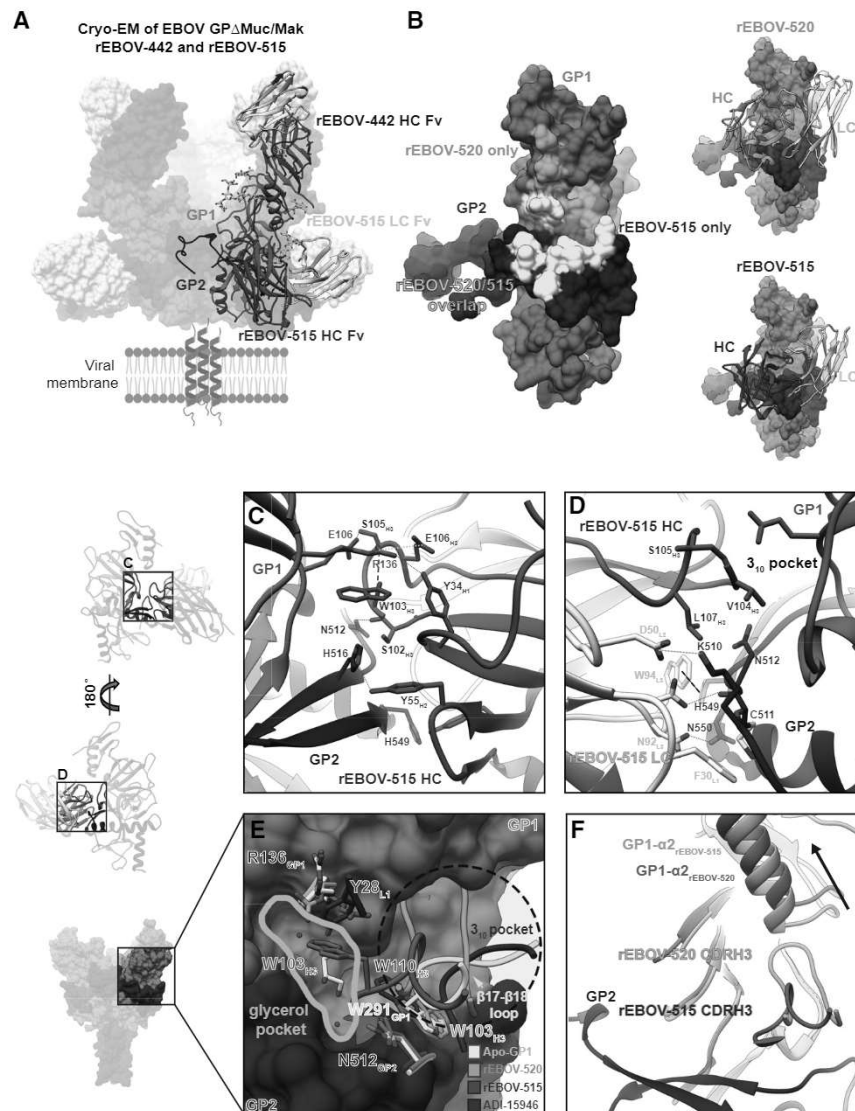 A
Cryo-EM of EBOV GPΔMuc/Mak
rEBOV-442 and rEBOV-515
rEBOV-442 HC Fv
GP1
rEBOV-515 LC Fv
GP2
rEBOV-515 HC Fv
Viral
membrane
B
GP1
rEBOV-520 only
GP2
rEBOV-515 only
rEBOV-520/515
overlap
rEBOV-520
HC
LC
rEBOV-515
HC
LC
C
180°
D
C
S105H3
E106
E106H3
R136
GP1
Y34H1
W103H3
N512
S102H3
H516
Y55H2
H549
GP2
rEBOV-515 HC
D
GP1
rEBOV-515 HC
S105H3
310 pocket
V104H3
L107H3
D50L2
K510
N512
W94L3
H549
C511
N92L3
N550
GP2
rEBOV-515 LC
F30L1
E
GP1
R136GP1
Y28L1
310 pocket
W103H3
W110H3
glycerol
pocket
W291GP1
β17-β18
loop
W103H3
N512GP2
Apo-GP1
rEBOV-520
rEBOV-515
ADI-15946
GP2
F
GP1-α2rEBOV-515
GP1-α2rEBOV-520
rEBOV-520 CDRH3
GP2
rEBOV-515 CDRH3